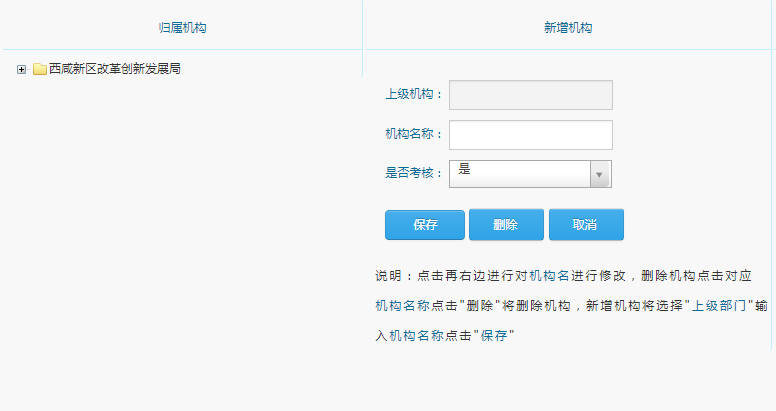 归属机构
新增机构
西咸新区改革创新发展局
上级机构：
机构名称：
是否考核： 是
保存 删除 取消
说明：点击再右边进行对机构名进行修改，删除机构点击对应
机构名称点击"删除"将删除机构，新增机构将选择"上级部门"输
入机构名称点击"保存"